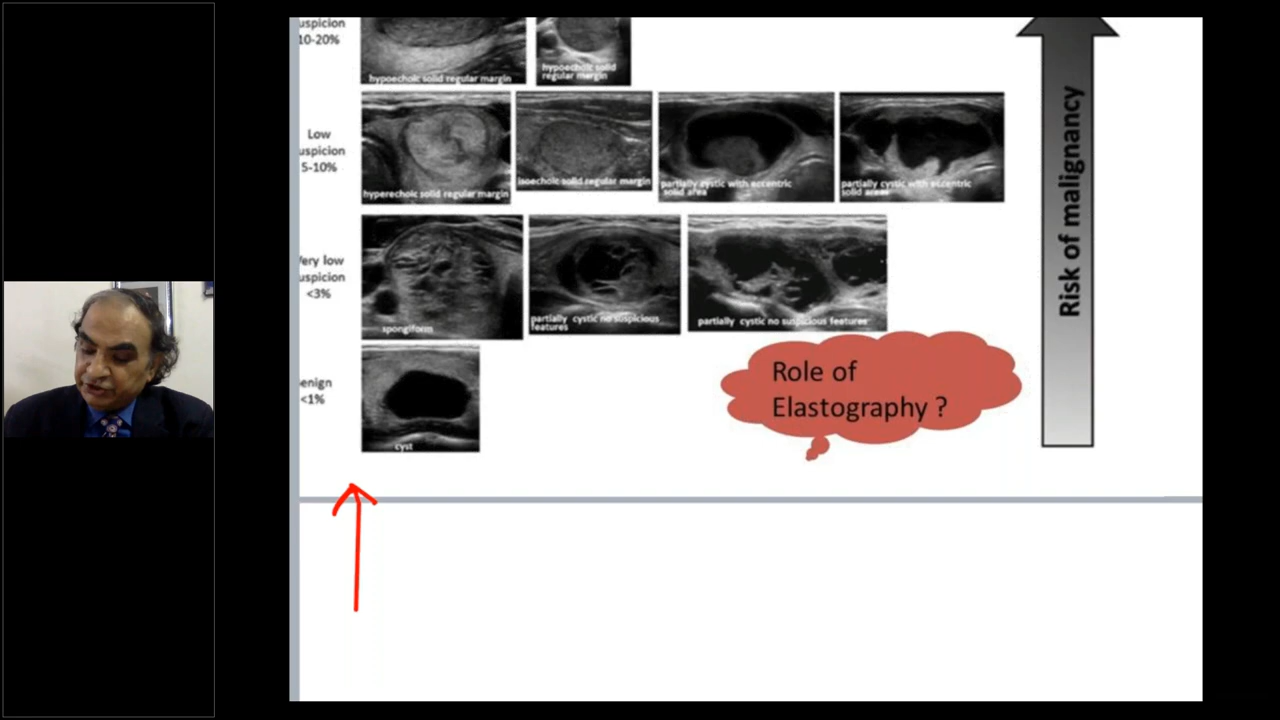 uspicion
10-20%
hypoechoic solid regular margin
hypoechoic solid
regular margin
Low
uspicion
5-10%
hyperechoic solid regular margin
isoechoic solid regular margin
partially cystic with eccentric
solid area
partially cystic with eccentric
solid areas
Very low
uspicion
<3%
spongiform
partially cystic no suspicious
features
partially cystic no suspicious features
enign
<1%
cyst
Role of
Elastography ?
Risk of malignancy